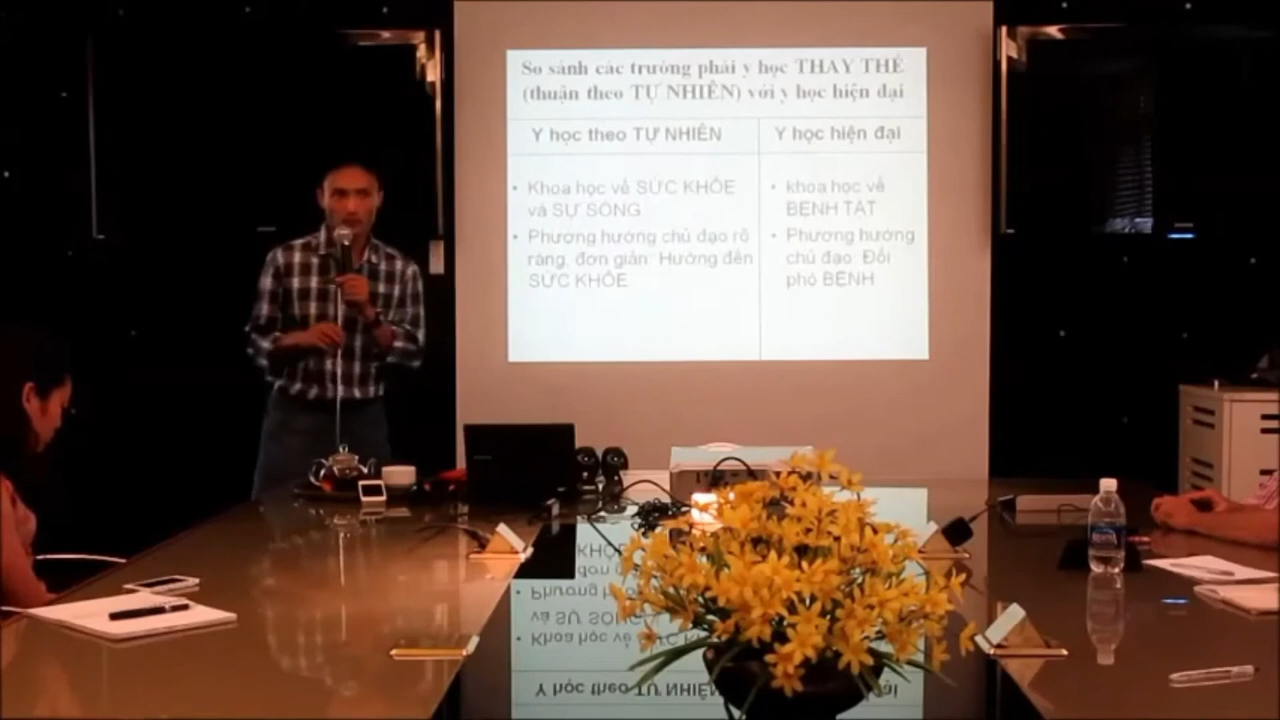 So sánh các trường phái y học THAY THẾ
(thuận theo TỰ NHIÊN) với y học hiện đại
Y học theo TỰ NHIÊN
Y học hiện đại
• Khoa học về SỨC KHỎE
và SỰ SỐNG
• Phương hướng chủ đạo rõ
ràng, đơn giản: Hướng đến
SỨC KHỎE
• khoa học về
BỆNH TẬT
• Phương hướng
chủ đạo: Đối
phó BỆNH